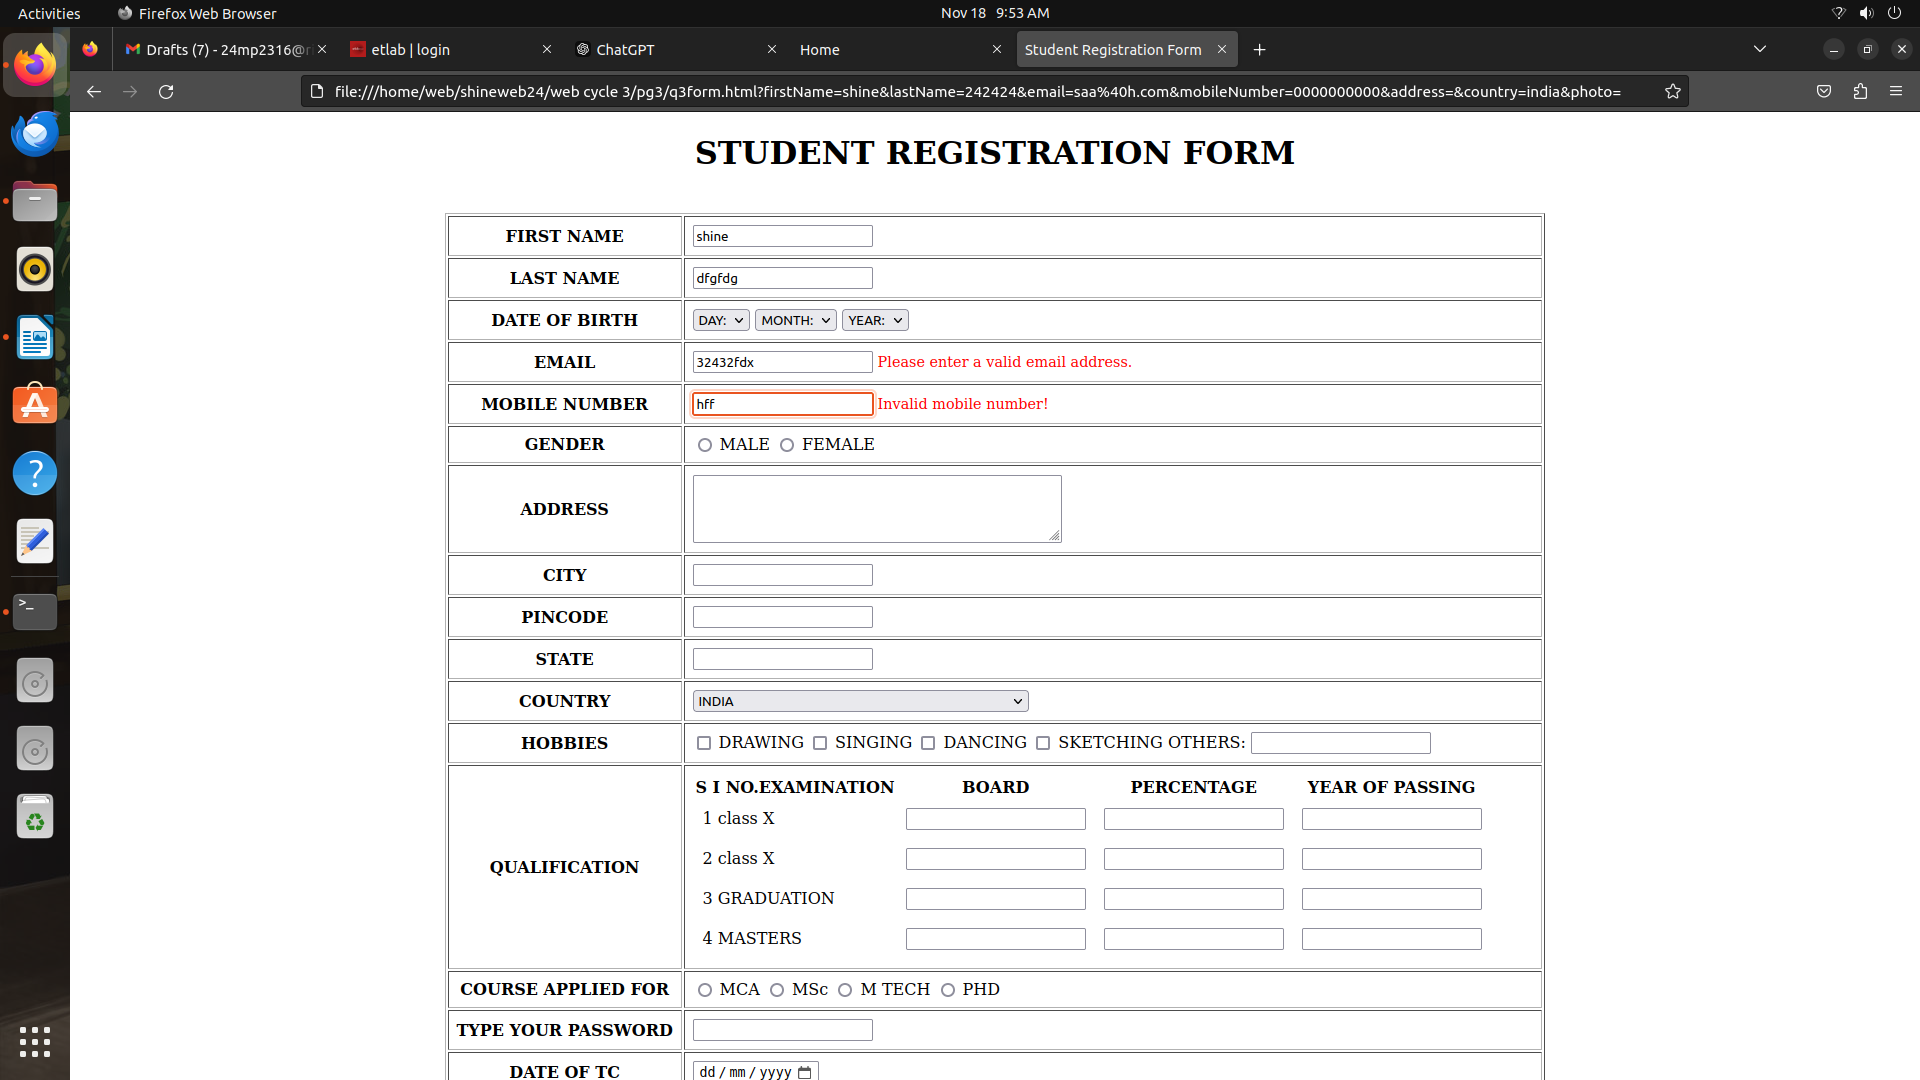 Activities Firefox Web Browser Nov 18 9:53 AM
Drafts (7) - 24mp2316@r etlab | login ChatGPT Home Student Registration Form
file:///home/web/shineweb24/web cycle 3/pg3/q3form.html?firstName=shine&lastName=242424&email=saa%40h.com&mobileNumber=0000000000&address=&country=india&photo=
STUDENT REGISTRATION FORM
FIRST NAME shine
LAST NAME dfgfdg
DATE OF BIRTH DAY: MONTH: YEAR:
EMAIL 32432fdx Please enter a valid email address.
MOBILE NUMBER hff Invalid mobile number!
GENDER MALE FEMALE
ADDRESS
CITY
PINCODE
STATE
COUNTRY INDIA
HOBBIES DRAWING SINGING DANCING SKETCHING OTHERS:
S I NO.EXAMINATION BOARD PERCENTAGE YEAR OF PASSING
1 class X
2 class X
QUALIFICATION
3 GRADUATION
4 MASTERS
COURSE APPLIED FOR MCA MSc M TECH PHD
TYPE YOUR PASSWORD
DATE OF TC dd / mm / yyyy